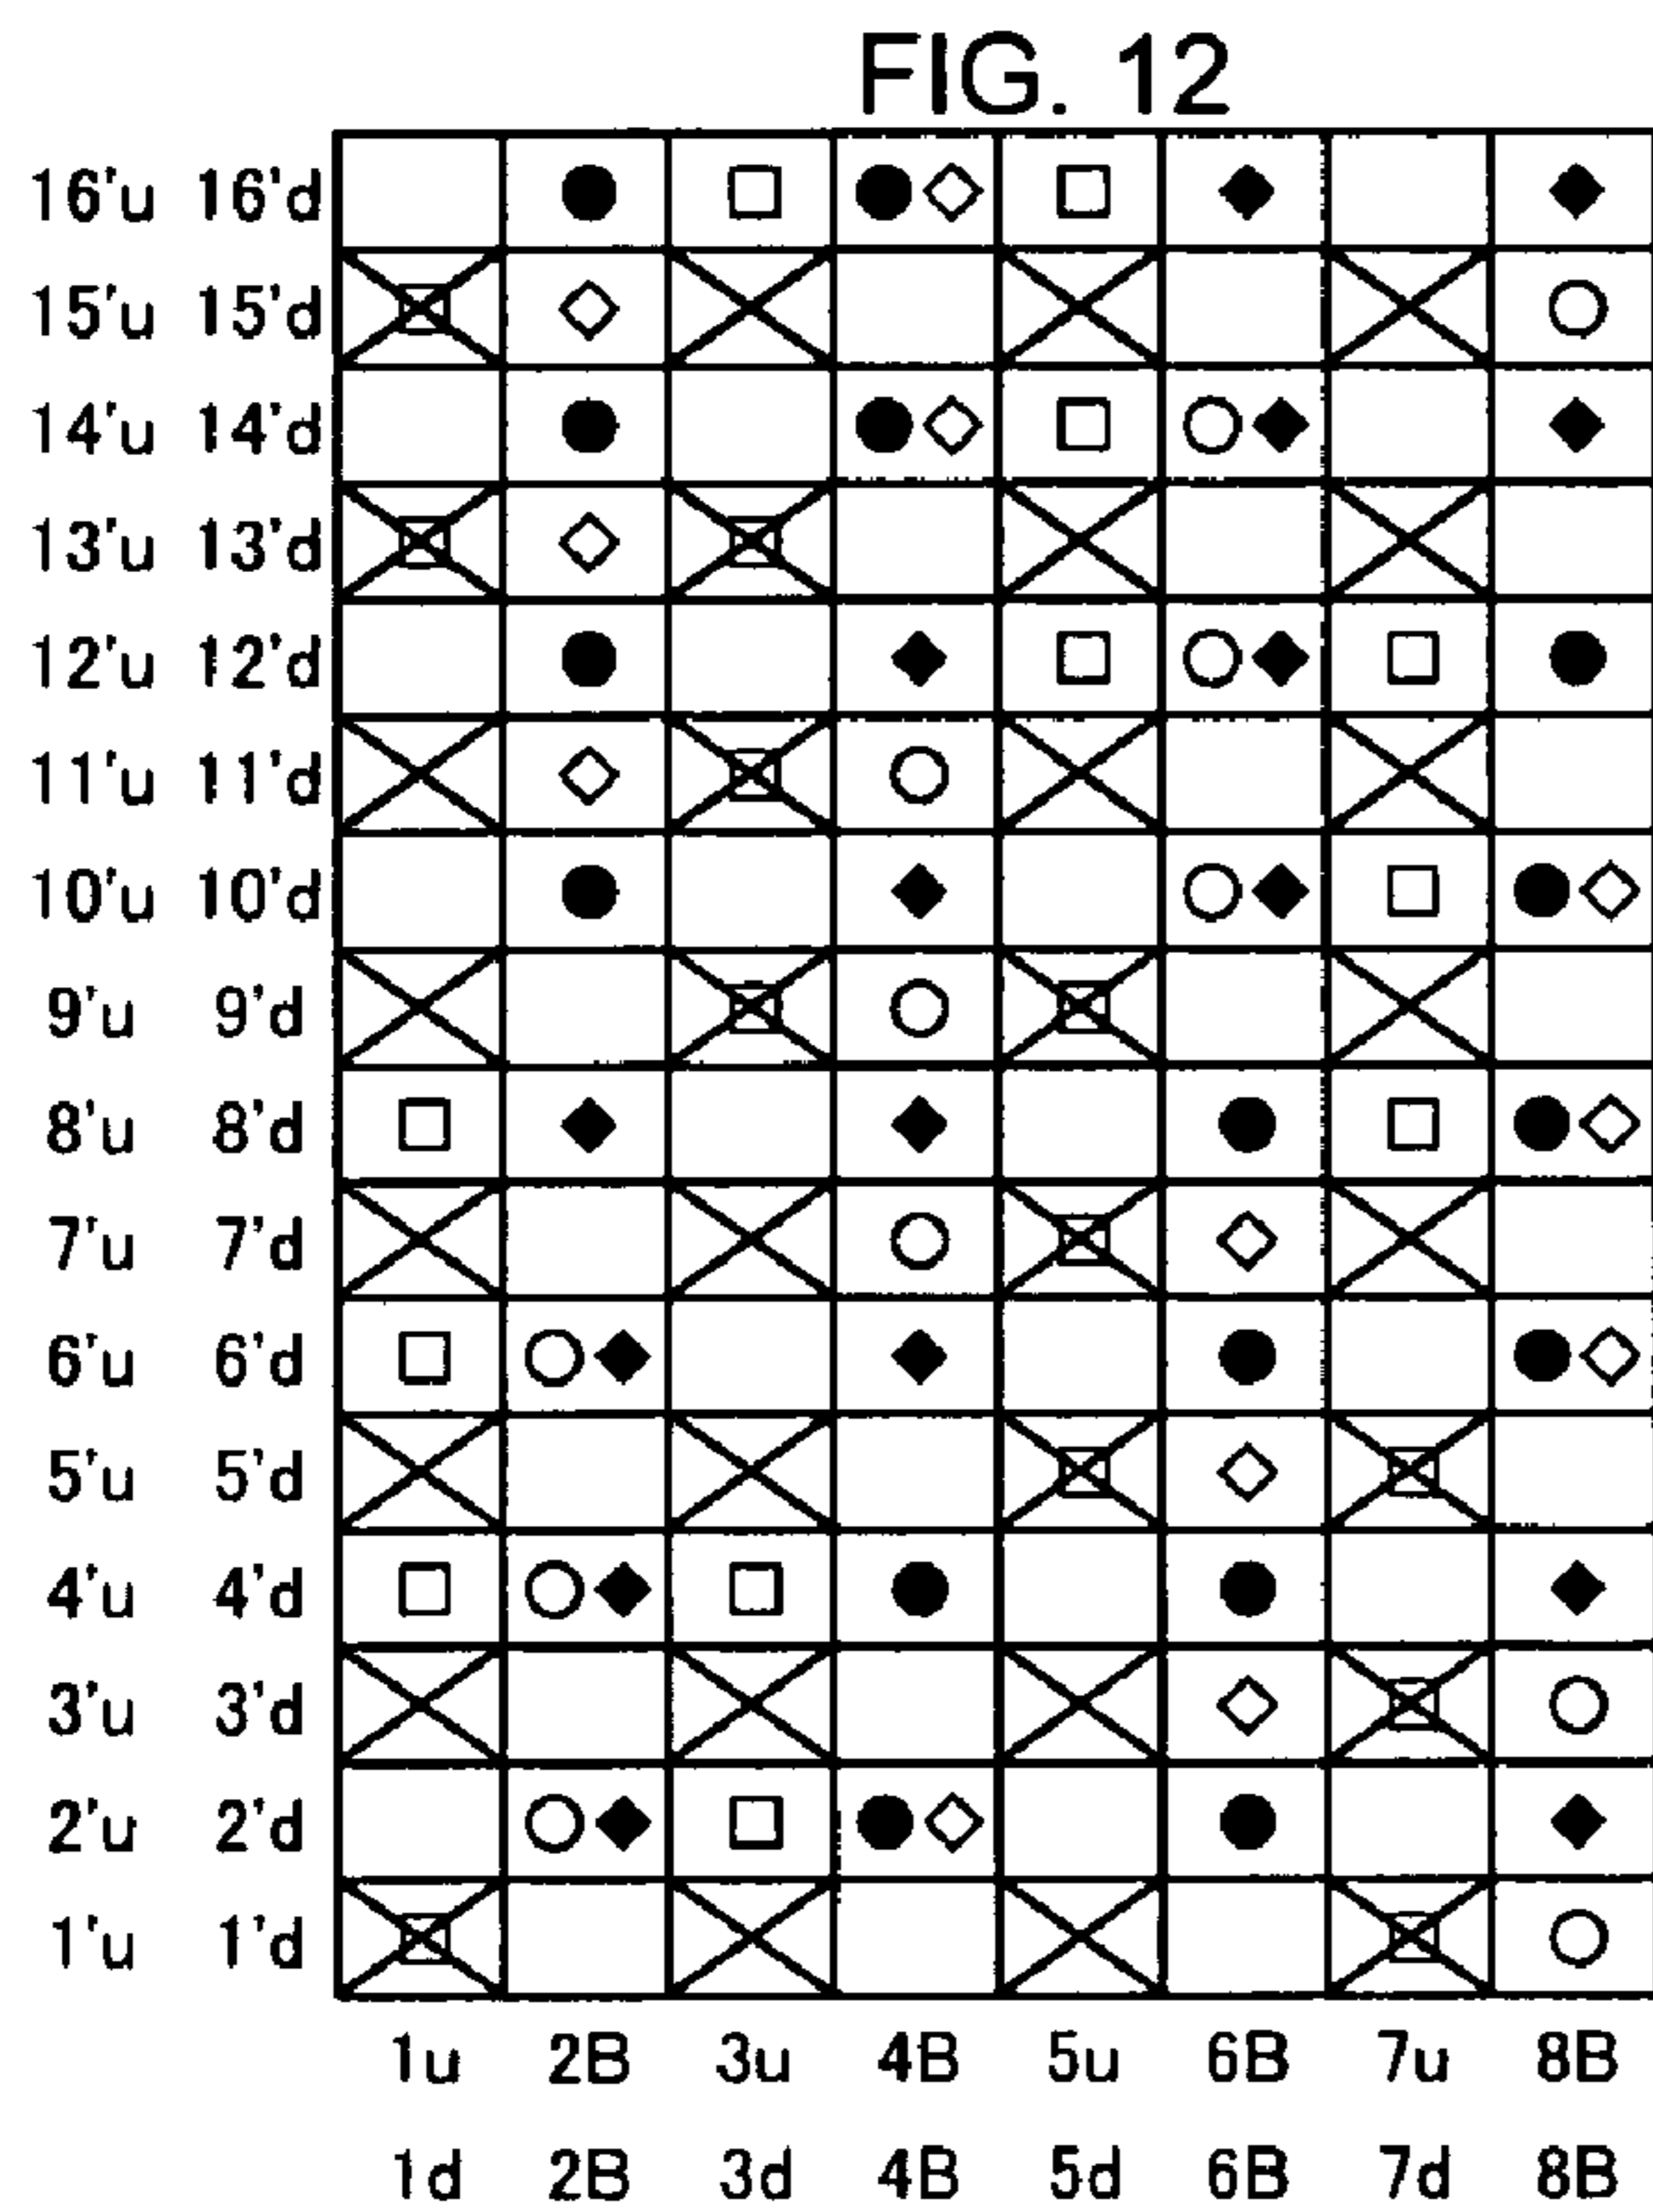 FIG. 12
16'u 16'd
15'u 15'd
14'u 14'd
13'u 13'd
12'u 12'd
11'u 11'd
10'u 10'd
9'u 9'd
8'u 8'd
7'u 7'd
6'u 6'd
5'u 5'd
4'u 4'd
3'u 3'd
2'u 2'd
1'u 1'd
1u 2B 3u 4B 5u 6B 7u 8B
1d 2B 3d 4B 5d 6B 7d 8B